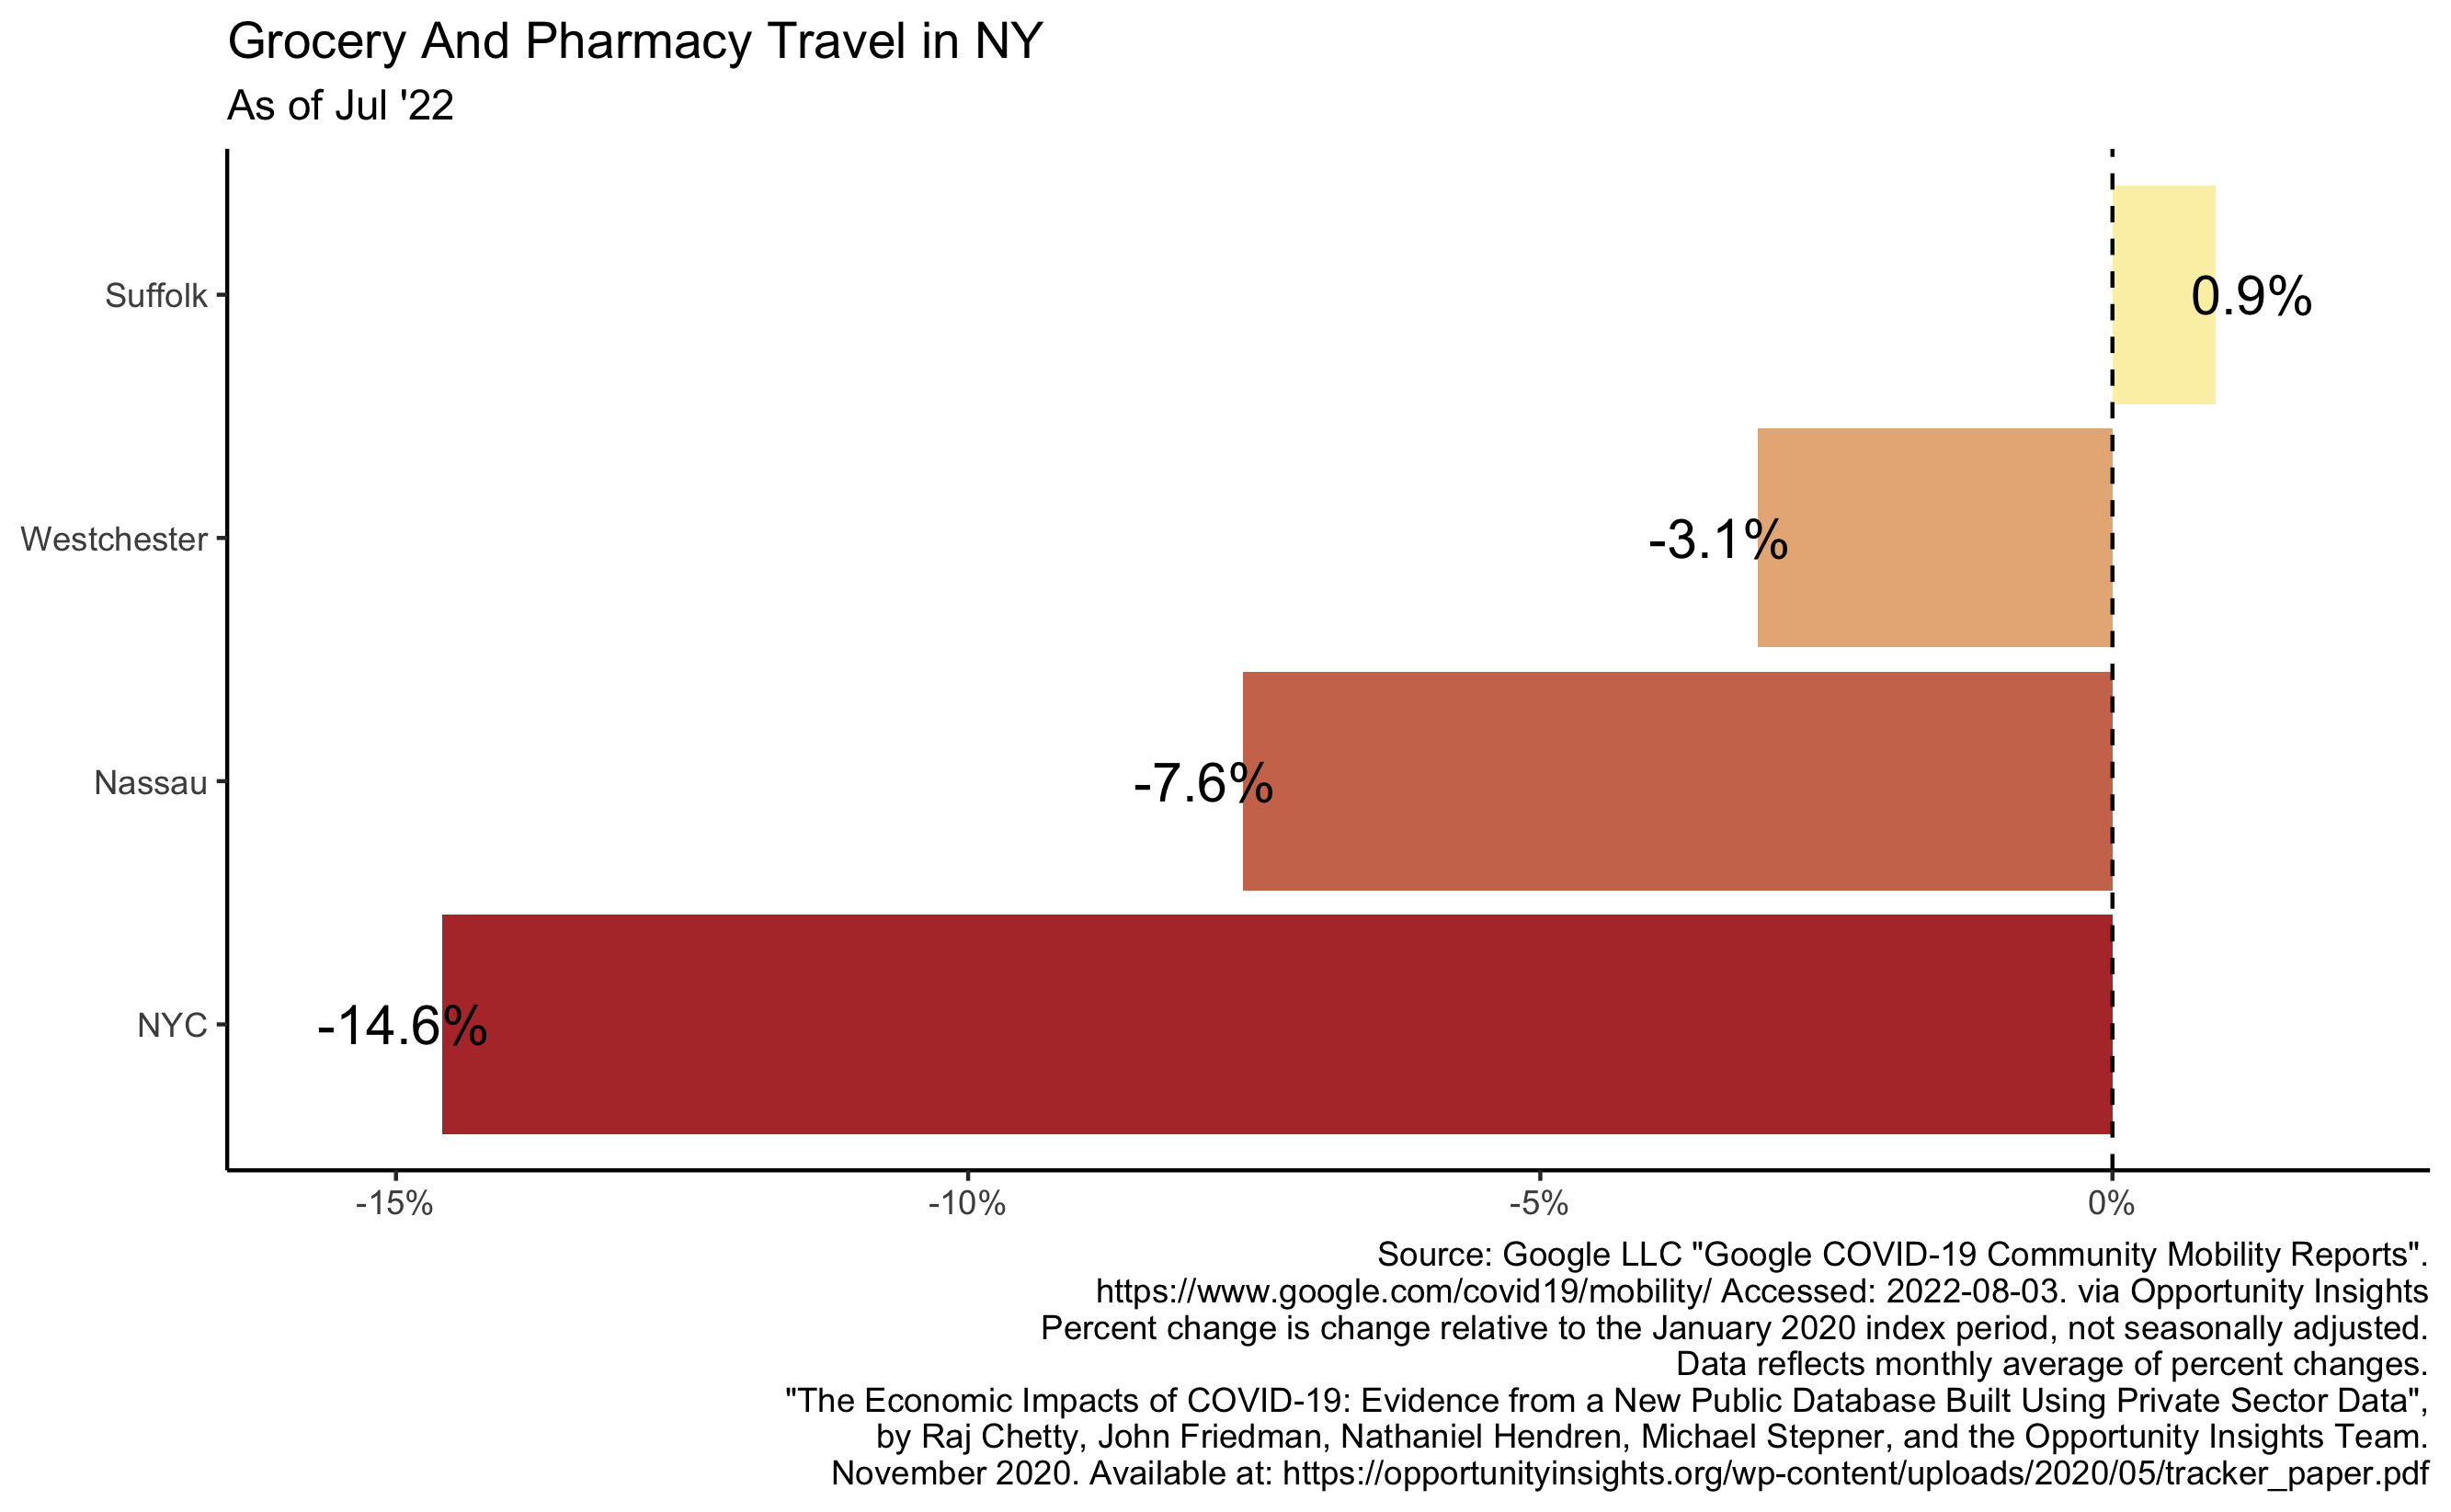 Grocery And Pharmacy Travel in NY
As of Jul '22
Suffolk
0.9%
Westchester
-3.1%
Nassau
-7.6%
NYC
-14.6%
-15%
-10%
-5%
0%
Source: Google LLC "Google COVID-19 Community Mobility Reports".
https://www.google.com/covid19/mobility/ Accessed: 2022-08-03. via Opportunity Insights
Percent change is change relative to the January 2020 index period, not seasonally adjusted.
Data reflects monthly average of percent changes.
"The Economic Impacts of COVID-19: Evidence from a New Public Database Built Using Private Sector Data",
by Raj Chetty, John Friedman, Nathaniel Hendren, Michael Stepner, and the Opportunity Insights Team.
November 2020. Available at: https://opportunityinsights.org/wp-content/uploads/2020/05/tracker_paper.pdf